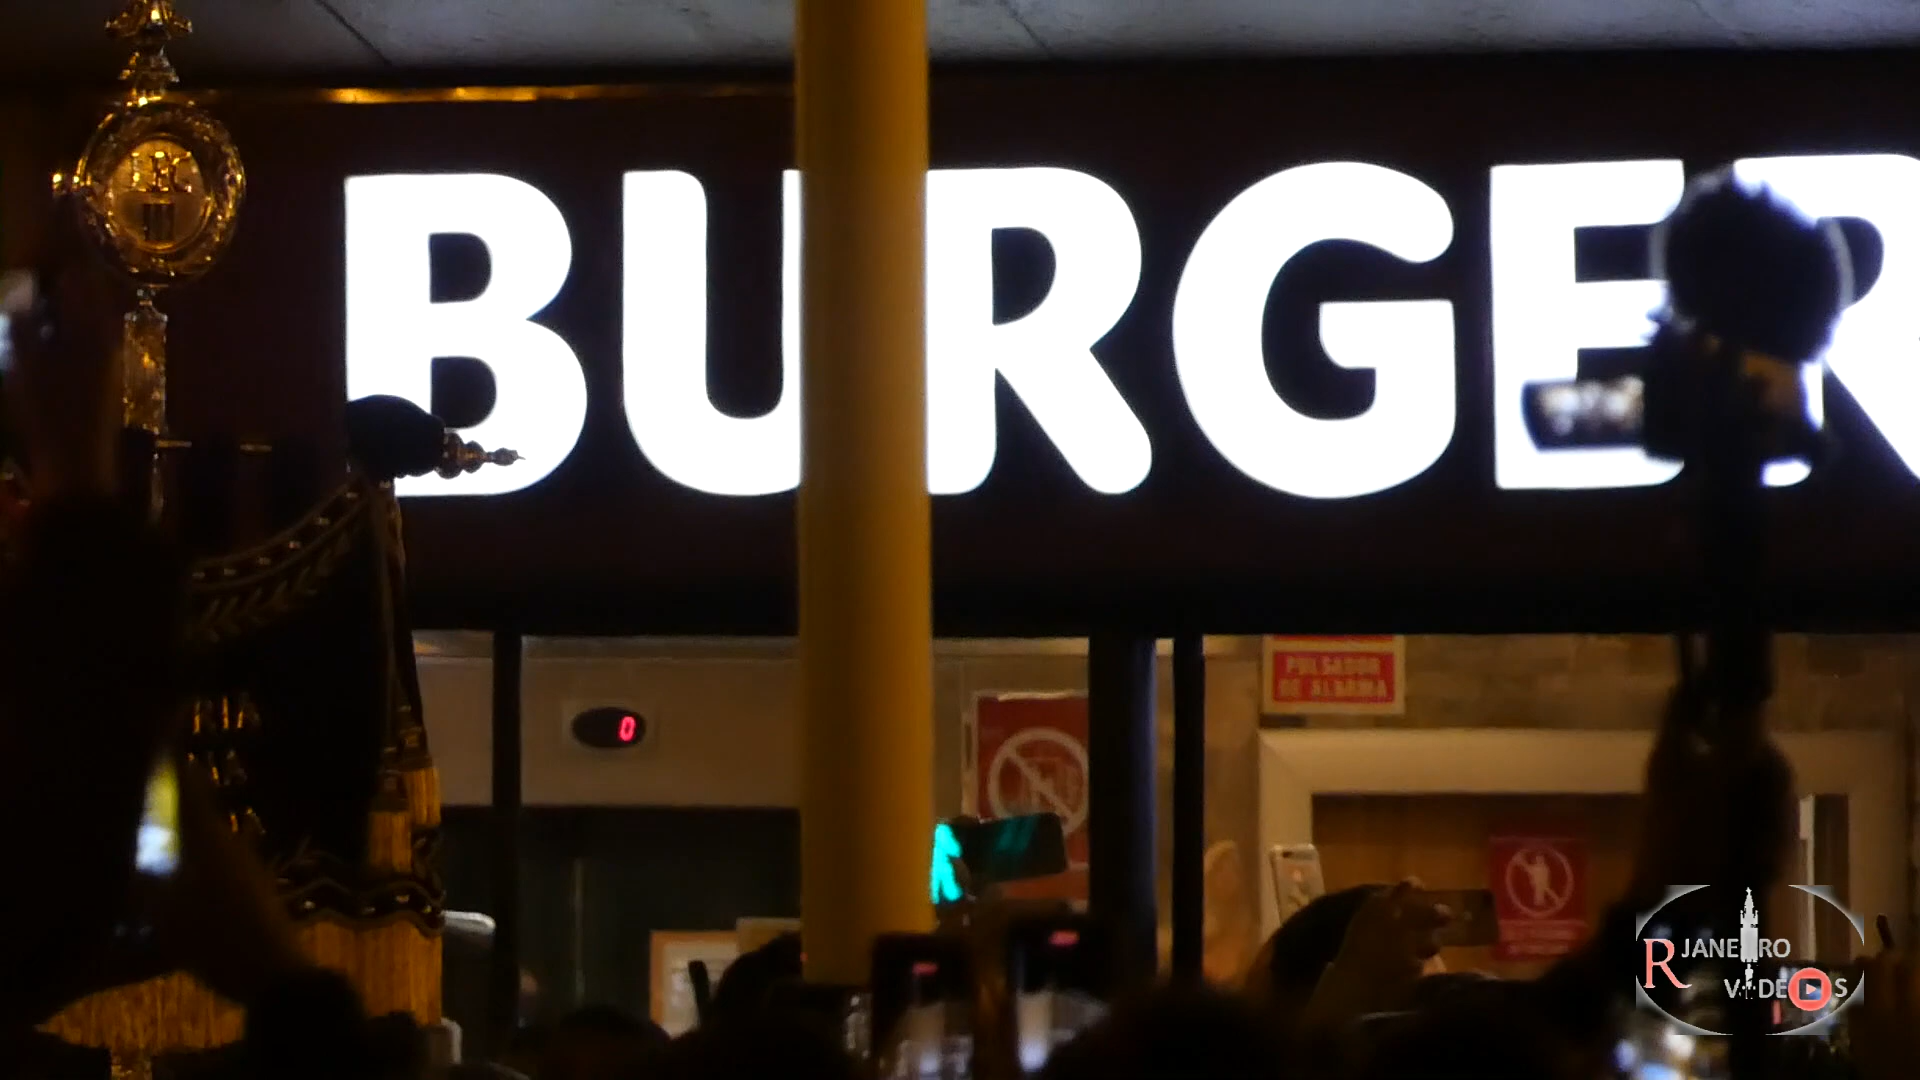 BURGER
0
PULSADOR
DE ALARMA
R JANEIRO
VIDEOS